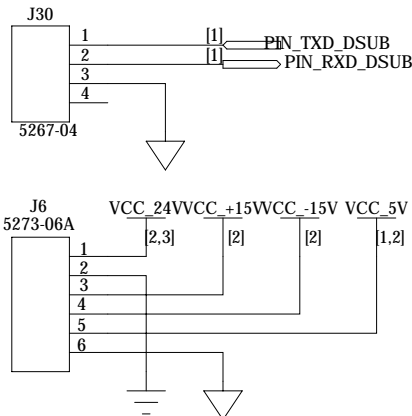 J30
1 [1] PIN_TXD_DSUB
2 [1] PIN_RXD_DSUB
3
4
5267-04
J6 VCC_24V VCC_+15V VCC_-15V VCC_5V
5273-06A
[2,3] [2] [2] [1,2]
1
2
3
4
5
6